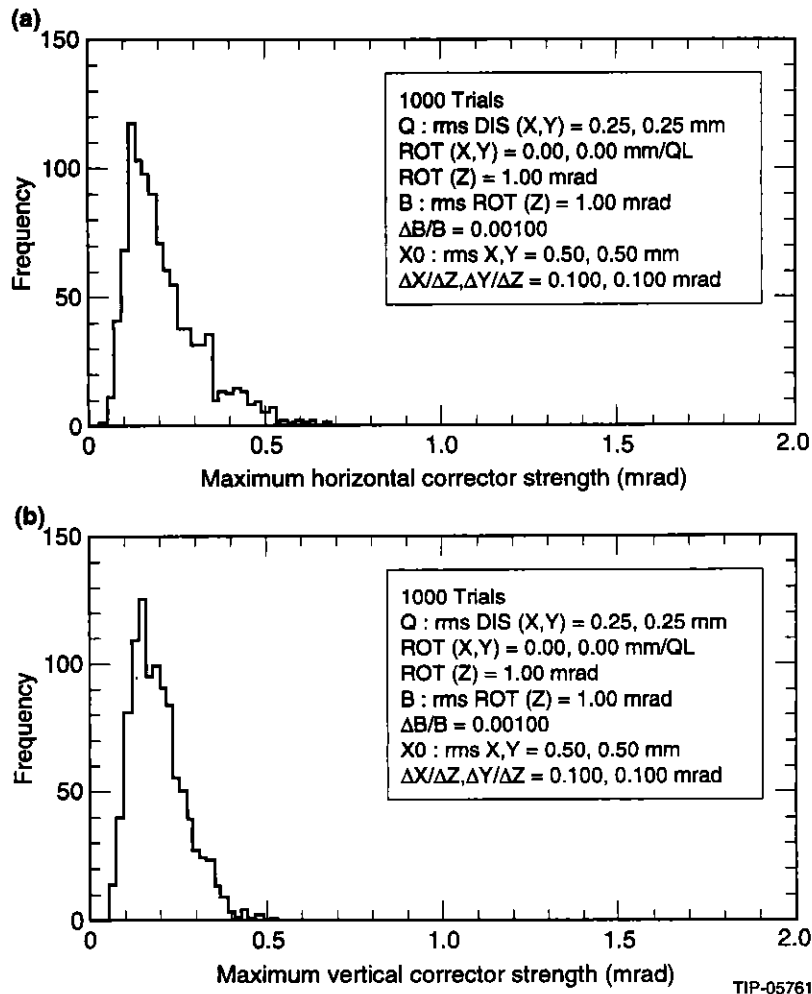 (a)
150
100
50
0
Frequency
1000 Trials
Q : rms DIS (X,Y) = 0.25, 0.25 mm
ROT (X,Y) = 0.00, 0.00 mm/QL
ROT (Z) = 1.00 mrad
B : rms ROT (Z) = 1.00 mrad
ΔB/B = 0.00100
X0 : rms X,Y = 0.50, 0.50 mm
ΔX/ΔZ,ΔY/ΔZ = 0.100, 0.100 mrad
0 0.5 1.0 1.5 2.0
Maximum horizontal corrector strength (mrad)
(b)
150
100
50
0
Frequency
1000 Trials
Q : rms DIS (X,Y) = 0.25, 0.25 mm
ROT (X,Y) = 0.00, 0.00 mm/QL
ROT (Z) = 1.00 mrad
B : rms ROT (Z) = 1.00 mrad
ΔB/B = 0.00100
X0 : rms X,Y = 0.50, 0.50 mm
ΔX/ΔZ,ΔY/ΔZ = 0.100, 0.100 mrad
0 0.5 1.0 1.5 2.0
Maximum vertical corrector strength (mrad)
TIP-05761